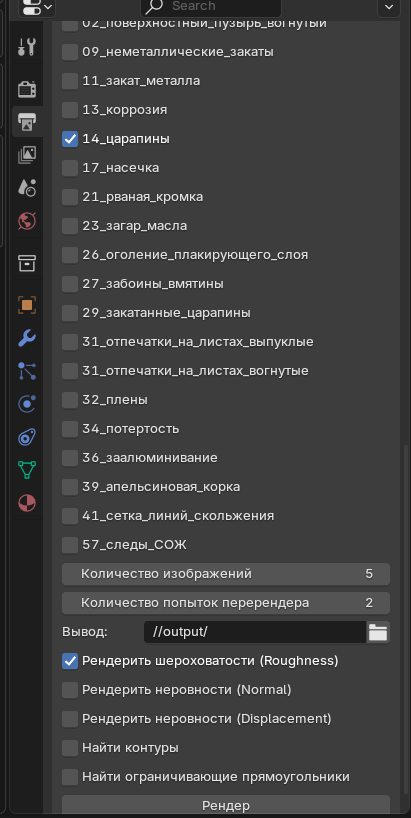 Search
02_поверхностный_пузырь_вогнутый
09_неметаллические_закаты
11_закат_металла
13_коррозия
14_царапины
17_насечка
21_рваная_кромка
23_загар_масла
26_оголение_плакирующего_слоя
27_забоины_вмятины
29_закатанные_царапины
31_отпечатки_на_листах_выпуклые
31_отпечатки_на_листах_вогнутые
32_плены
34_потертость
36_заалюминивание
39_апельсиновая_корка
41_сетка_линий_скольжения
57_следы_СОЖ
Количество изображений 5
Количество попыток перерендера 2
Вывод: //output/
Рендерить шероховатости (Roughness)
Рендерить неровности (Normal)
Рендерить неровности (Displacement)
Найти контуры
Найти ограничивающие прямоугольники
Рендер